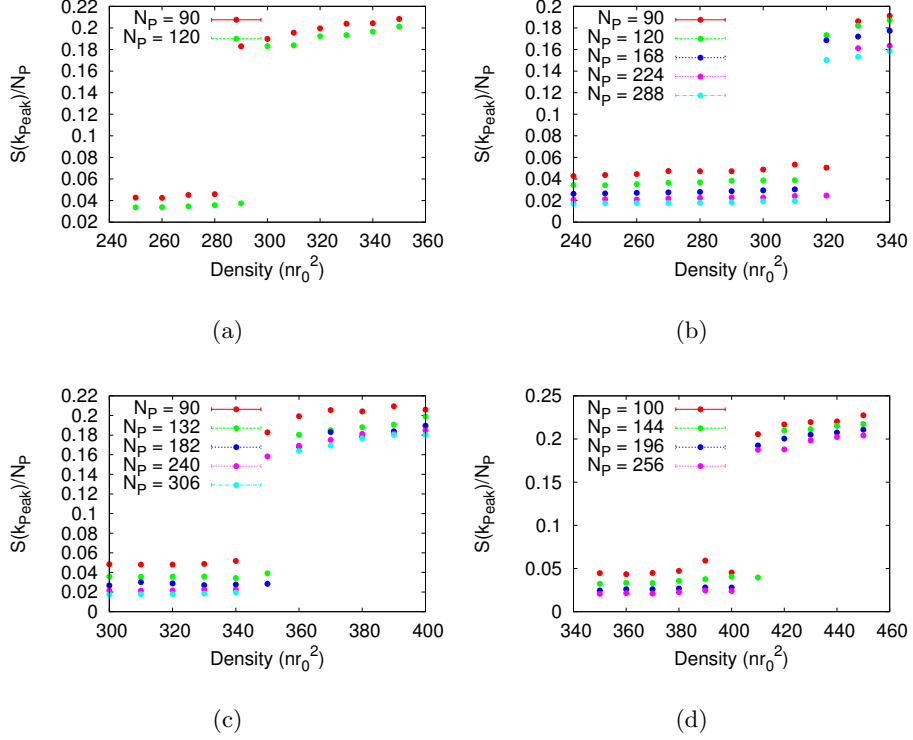 0.22
0.2
0.18
0.16
0.14
0.12
0.1
0.08
0.06
0.04
0.02
S(k_Peak)/N_P
N_P = 90
N_P = 120
240 260 280 300 320 340 360
Density (nr_0^2)
(a)
0.2
0.18
0.16
0.14
0.12
0.1
0.08
0.06
0.04
0.02
0
S(k_Peak)/N_P
N_P = 90
N_P = 120
N_P = 168
N_P = 224
N_P = 288
240 260 280 300 320 340
Density (nr_0^2)
(b)
0.22
0.2
0.18
0.16
0.14
0.12
0.1
0.08
0.06
0.04
0.02
0
S(k_Peak)/N_P
N_P = 90
N_P = 132
N_P = 182
N_P = 240
N_P = 306
300 320 340 360 380 400
Density (nr_0^2)
(c)
0.25
0.2
0.15
0.1
0.05
0
S(k_Peak)/N_P
N_P = 100
N_P = 144
N_P = 196
N_P = 256
340 360 380 400 420 440 460
Density (nr_0^2)
(d)